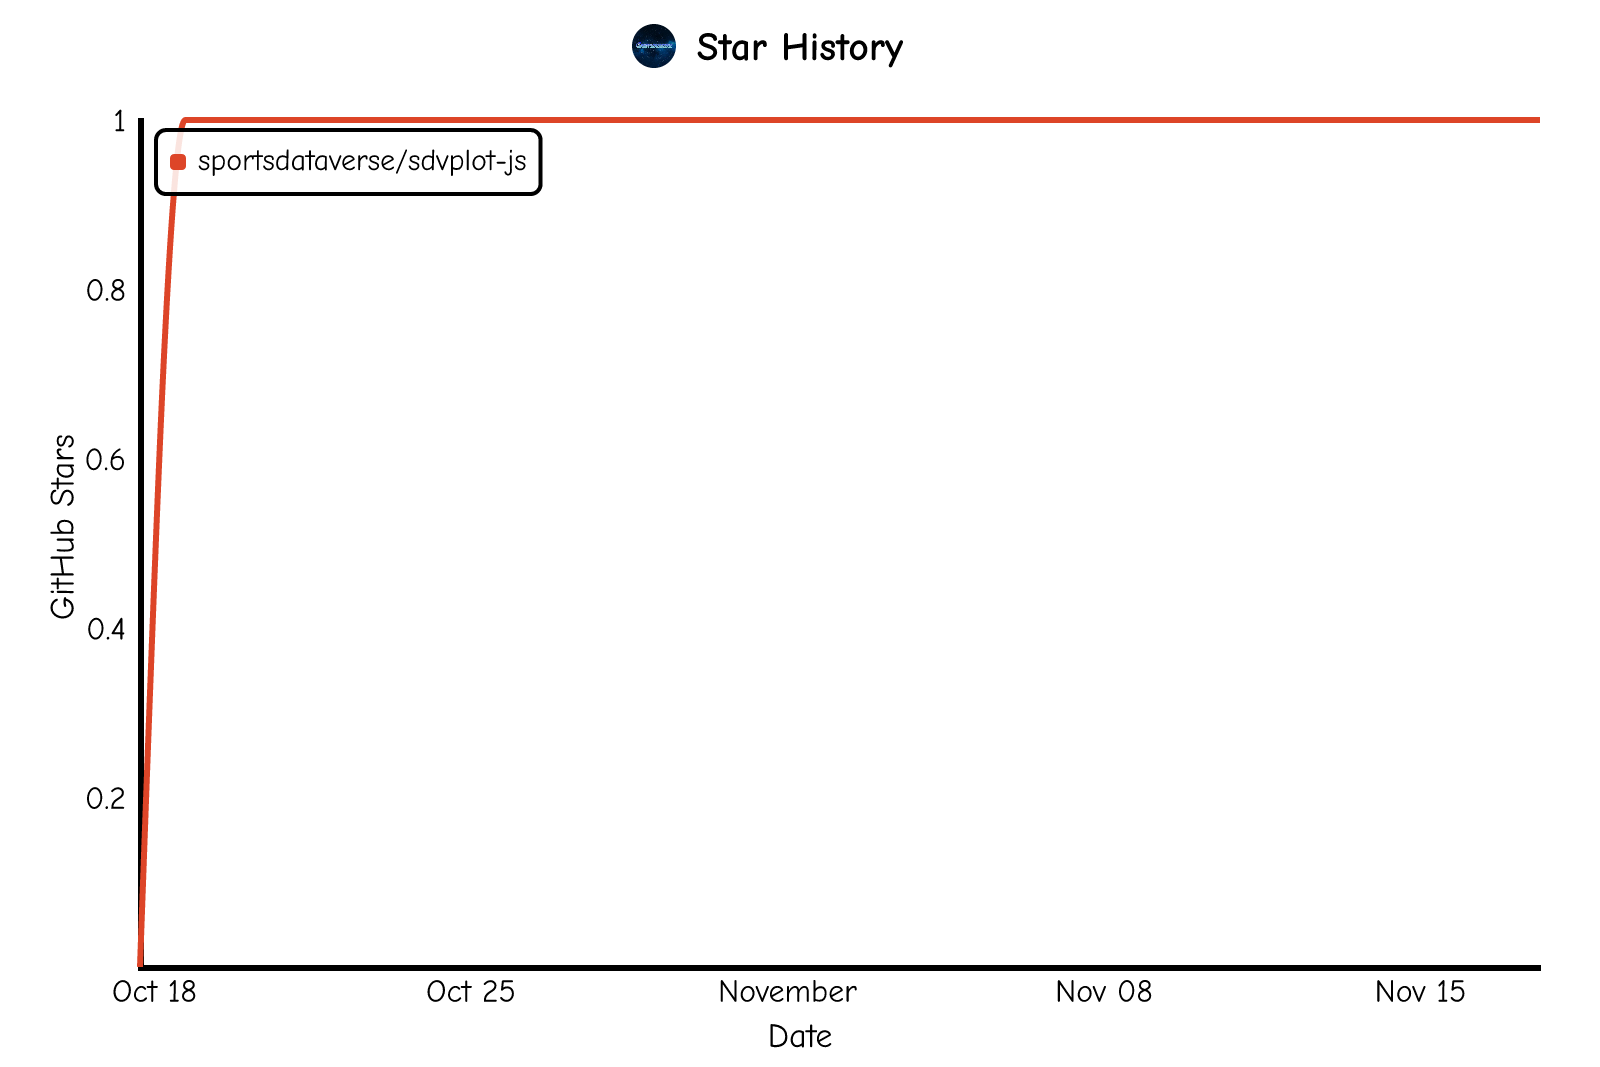 Star History
sportsdataverse/sdvplot-js
1
0.8
0.6
0.4
0.2
GitHub Stars
Oct 18
Oct 25
November
Nov 08
Nov 15
Date